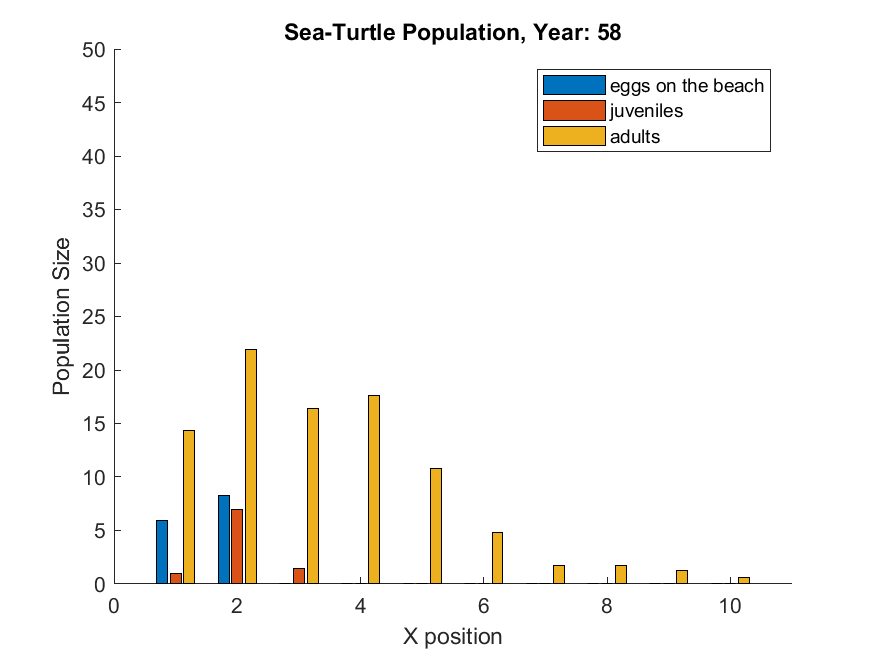 Sea-Turtle Population, Year: 58
50
45
40
35
30
25
20
15
10
5
0
Population Size
eggs on the beach
juveniles
adults
0 2 4 6 8 10
X position